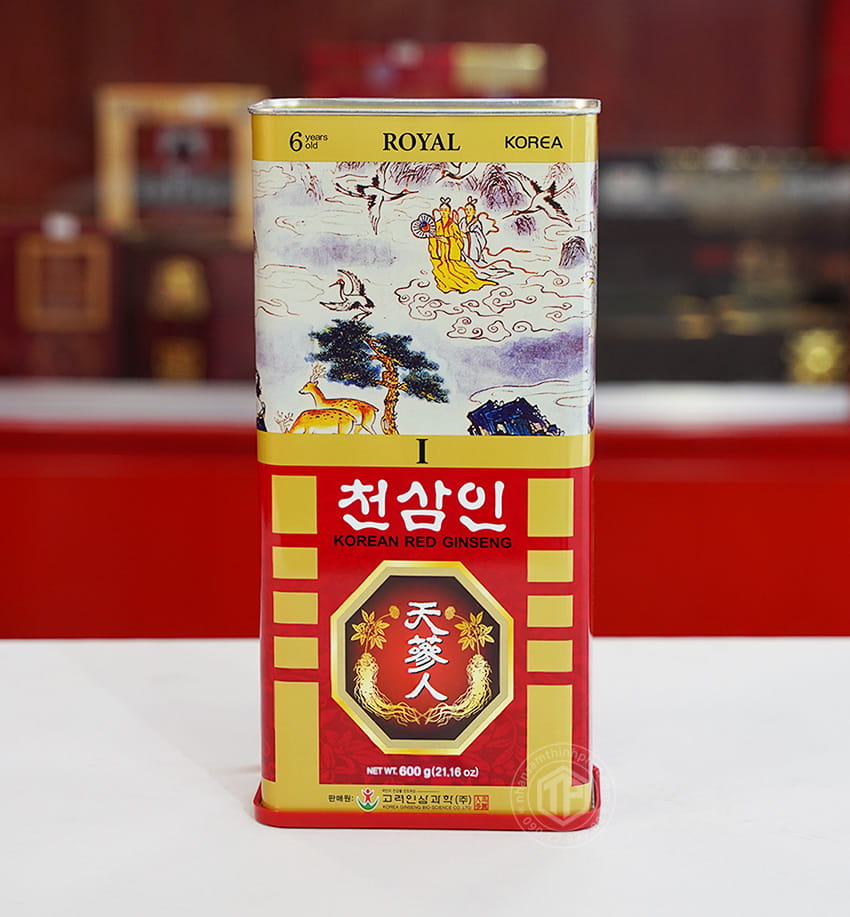 6 years old ROYAL KOREA
I
천삼인
KOREAN RED GINSENG
天
蔘
人
NET WT. 600 g(21.16 oz)
판매원: 고려인삼과학(주)
KOREA GINSENG BIO-SCIENCE CO.,LTD